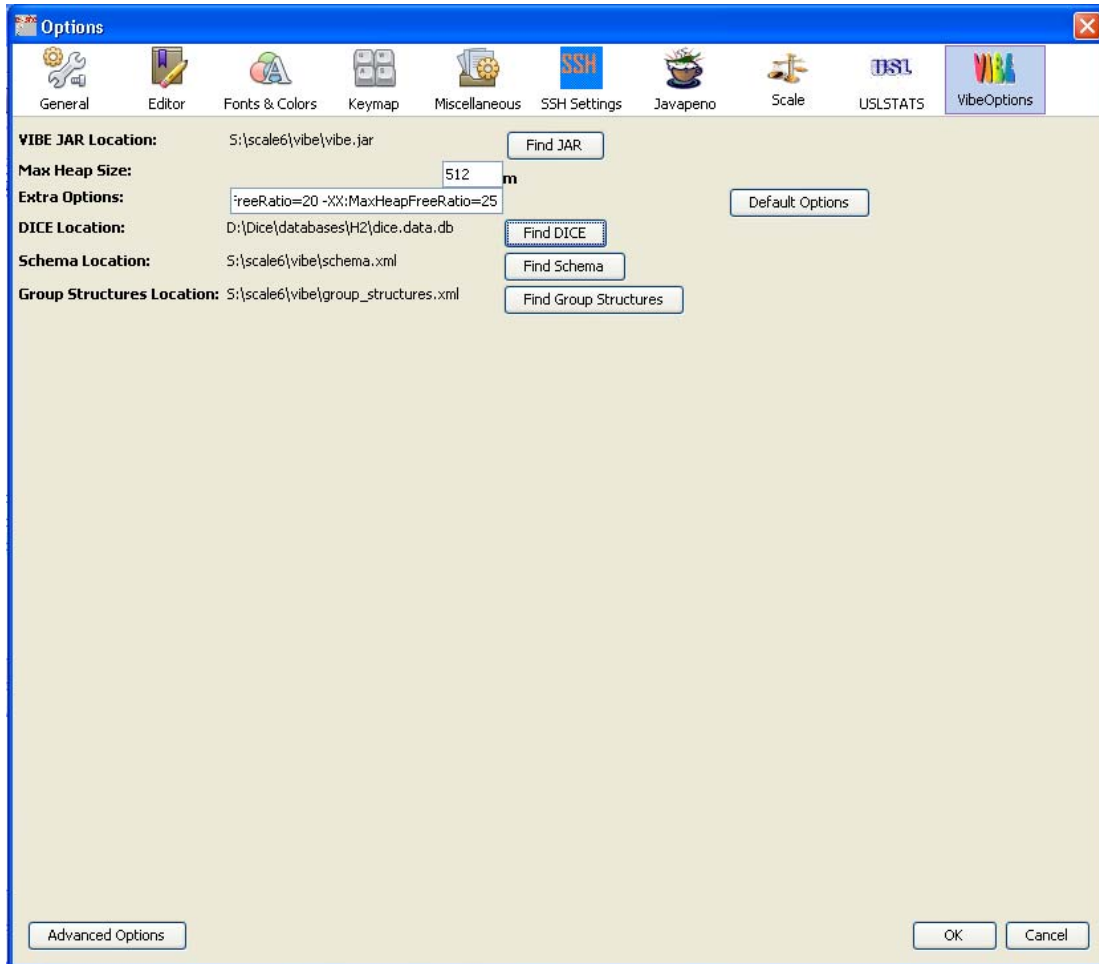 Options
SSH USL VIBE
General Editor Fonts & Colors Keymap Miscellaneous SSH Settings Javapeno Scale USLSTATS VibeOptions
VIBE JAR Location: S:\scale6\vibe\vibe.jar Find JAR
Max Heap Size: 512 m
Extra Options: FreeRatio=20 -XX:MaxHeapFreeRatio=25 Default Options
DICE Location: D:\Dice\databases\H2\dice.data.db Find DICE
Schema Location: S:\scale6\vibe\schema.xml Find Schema
Group Structures Location: S:\scale6\vibe\group_structures.xml Find Group Structures
Advanced Options OK Cancel